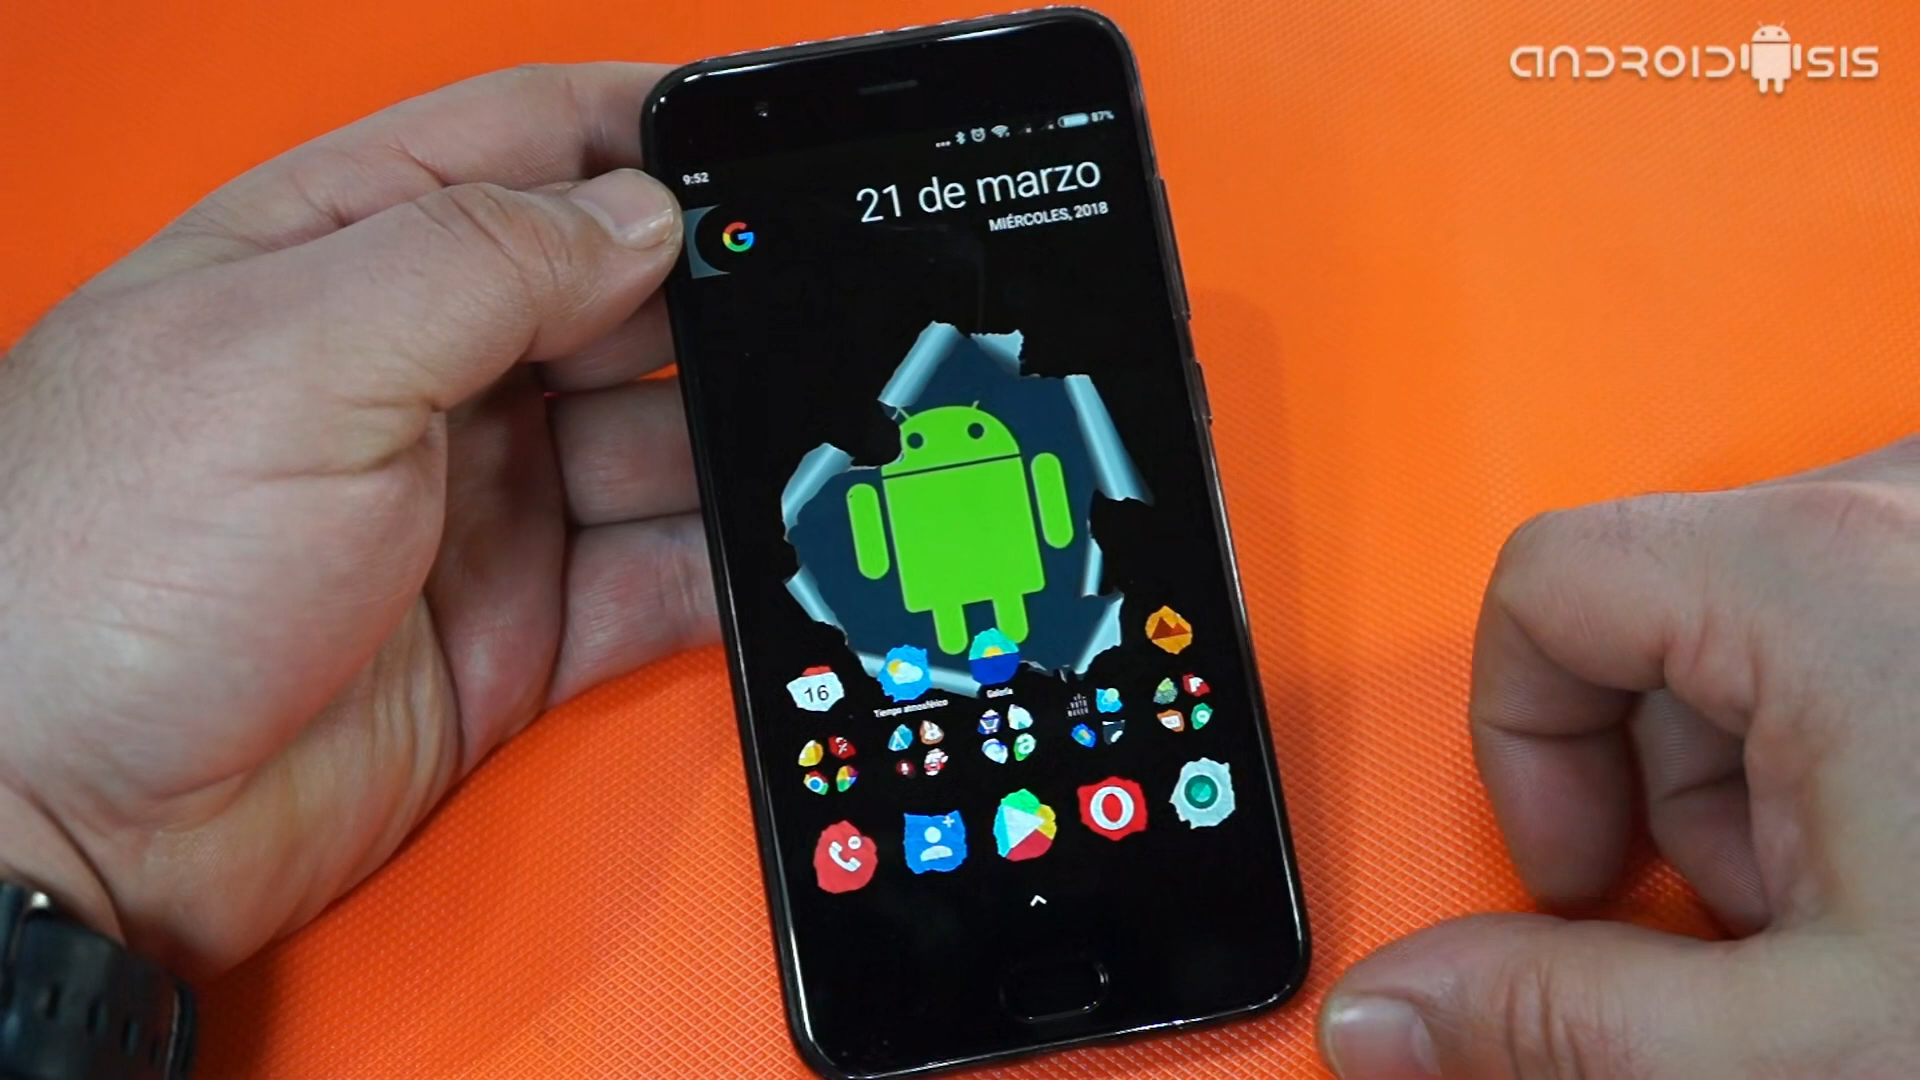 ANDROIDSIS
87%
9:52
21 de marzo
MIÉRCOLES, 2018
16
Tiempo atmosférico
Galería